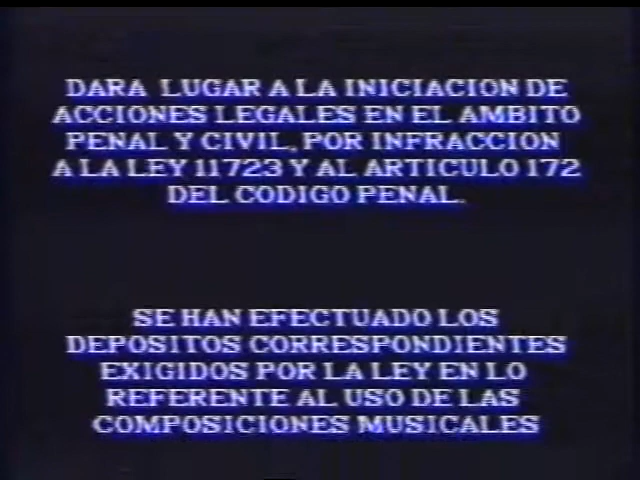 DARA LUGAR A LA INICIACION DE
ACCIONES LEGALES EN EL AMBITO
PENAL Y CIVIL, POR INFRACCION
A LA LEY 11723 Y AL ARTICULO 172
DEL CODIGO PENAL.
SE HAN EFECTUADO LOS
DEPOSITOS CORRESPONDIENTES
EXIGIDOS POR LA LEY EN LO
REFERENTE AL USO DE LAS
COMPOSICIONES MUSICALES